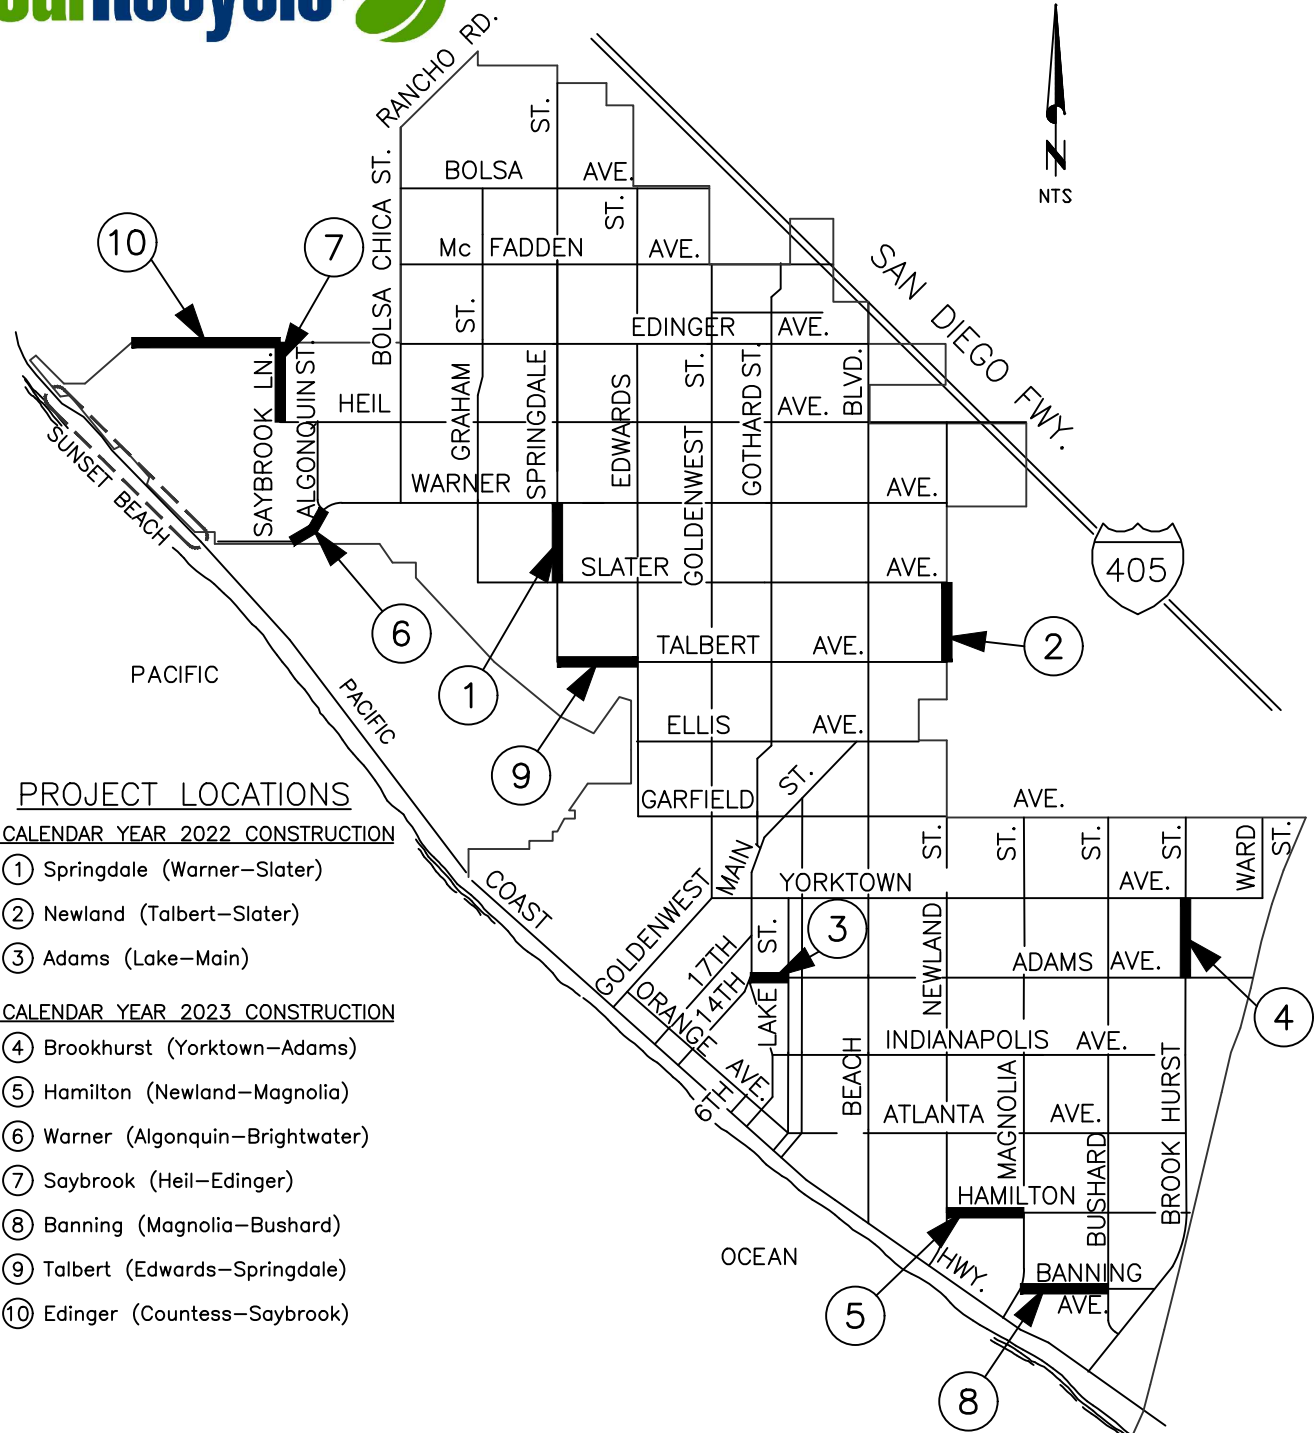 RANCHO RD.
NTS
ST.
BOLSA AVE.
BOLSA CHICA ST.
ST.
Mc FADDEN AVE.
10
7
SAN DIEGO FWY.
ST.
EDINGER AVE.
BLVD.
SAYBROOK LN.
ALGONQUIN ST.
HEIL AVE.
GRAHAM
SPRINGDALE
EDWARDS
GOLDENWEST ST.
GOTHARD ST.
SUNSET BEACH
WARNER AVE.
SLATER AVE.
405
6
1
TALBERT AVE.
2
PACIFIC
PACIFIC
ELLIS AVE.
9
ST.
PROJECT LOCATIONS
GARFIELD AVE.
CALENDAR YEAR 2022 CONSTRUCTION
1 Springdale (Warner–Slater)
2 Newland (Talbert–Slater)
3 Adams (Lake–Main)
CALENDAR YEAR 2023 CONSTRUCTION
4 Brookhurst (Yorktown–Adams)
5 Hamilton (Newland–Magnolia)
6 Warner (Algonquin–Brightwater)
7 Saybrook (Heil–Edinger)
8 Banning (Magnolia–Bushard)
9 Talbert (Edwards–Springdale)
10 Edinger (Countess–Saybrook)
ST.
ST.
ST.
ST.
WARD ST.
MAIN
COAST
GOLDENWEST
YORKTOWN AVE.
17TH
14TH
ORANGE AVE.
6TH
ST.
LAKE
3
NEWLAND
ADAMS AVE.
4
INDIANAPOLIS AVE.
BEACH
MAGNOLIA
ATLANTA AVE.
BUSHARD
BROOK HURST
HAMILTON
OCEAN
HWY.
BANNING
AVE.
5
8